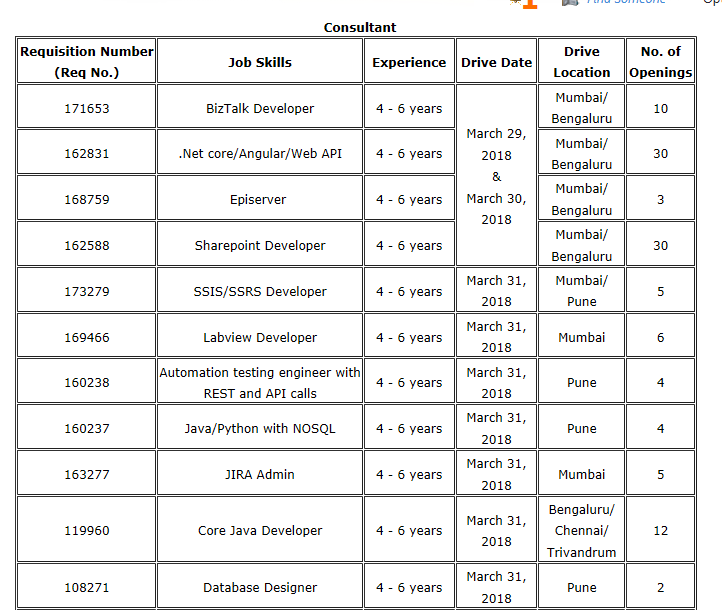 Find Someone
Consultant
Requisition Number
(Req No.)
Job Skills
Experience
Drive Date
Drive
Location
No. of
Openings
171653
BizTalk Developer
4 - 6 years
March 29,
2018
&
March 30,
2018
Mumbai/
Bengaluru
10
162831
.Net core/Angular/Web API
4 - 6 years
Mumbai/
Bengaluru
30
168759
Episerver
4 - 6 years
Mumbai/
Bengaluru
3
162588
Sharepoint Developer
4 - 6 years
Mumbai/
Bengaluru
30
173279
SSIS/SSRS Developer
4 - 6 years
March 31,
2018
Mumbai/
Pune
5
169466
Labview Developer
4 - 6 years
March 31,
2018
Mumbai
6
160238
Automation testing engineer with
REST and API calls
4 - 6 years
March 31,
2018
Pune
4
160237
Java/Python with NOSQL
4 - 6 years
March 31,
2018
Pune
4
163277
JIRA Admin
4 - 6 years
March 31,
2018
Mumbai
5
119960
Core Java Developer
4 - 6 years
March 31,
2018
Bengaluru/
Chennai/
Trivandrum
12
108271
Database Designer
4 - 6 years
March 31,
2018
Pune
2